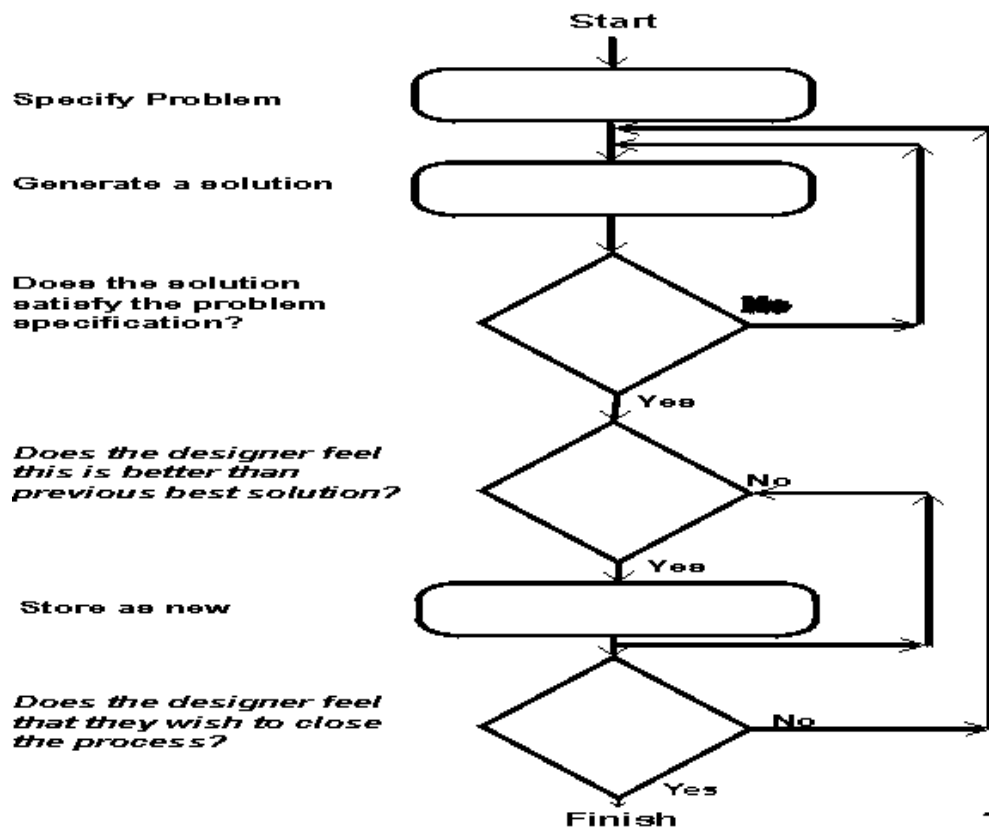 Start
Specify Problem
Generate a solution
Does the solution
satisfy the problem
specification?
No
Yes
Does the designer feel
this is better than
previous best solution?
No
Yes
Store as new
Does the designer feel
that they wish to close
the process?
No
Yes
Finish